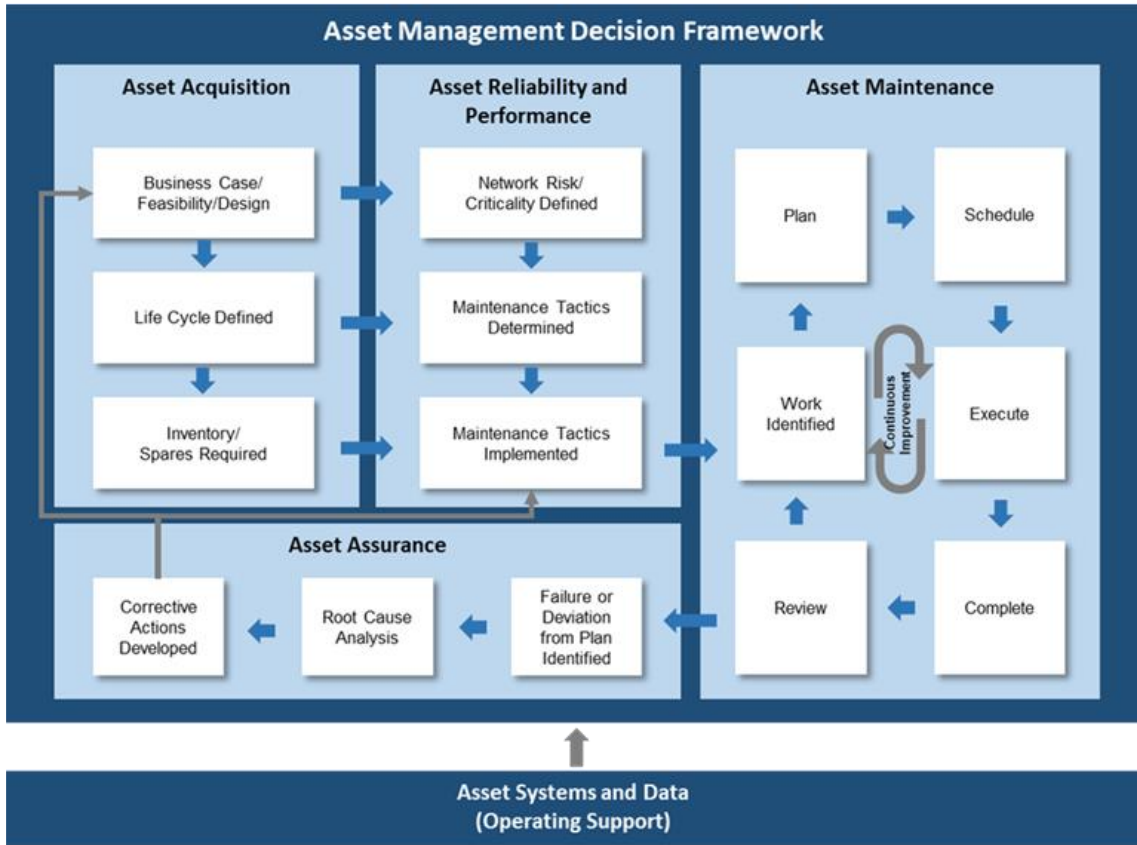 Asset Management Decision Framework
Asset Acquisition
Business Case/
Feasibility/Design
Life Cycle Defined
Inventory/
Spares Required
Asset Reliability and
Performance
Network Risk/
Criticality Defined
Maintenance Tactics
Determined
Maintenance Tactics
Implemented
Asset Maintenance
Plan
Schedule
Work
Identified
Continuous
Improvement
Execute
Review
Complete
Asset Assurance
Corrective
Actions
Developed
Root Cause
Analysis
Failure or
Deviation
from Plan
Identified
Asset Systems and Data
(Operating Support)